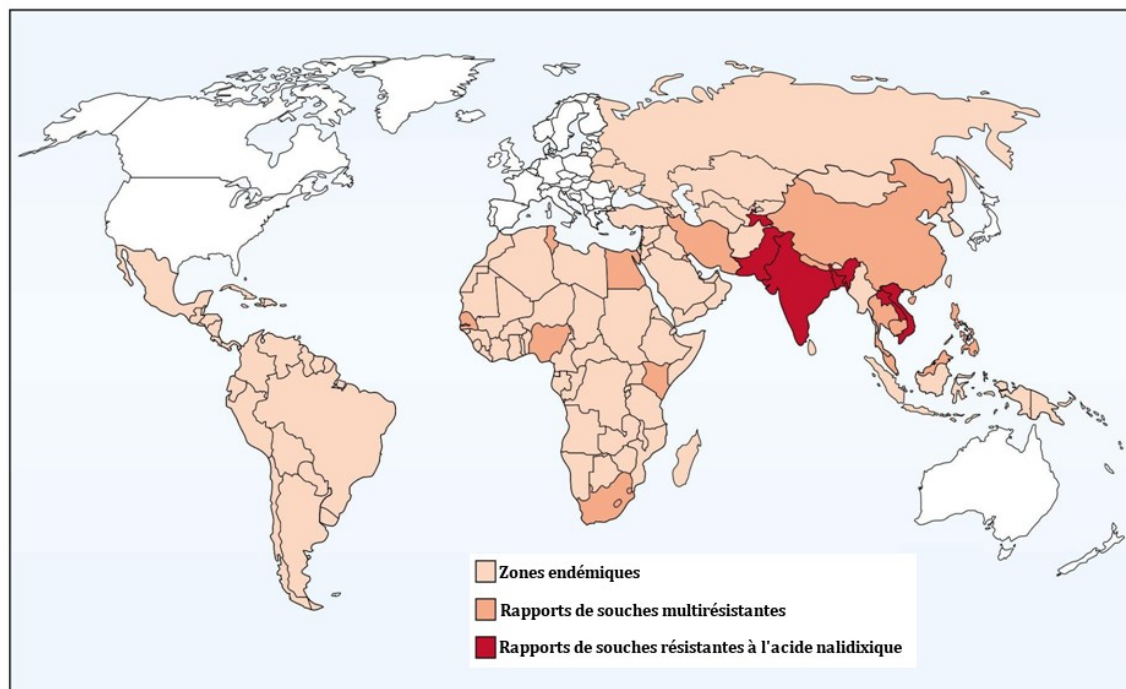 Zones endémiques
Rapports de souches multirésistantes
Rapports de souches résistantes à l'acide nalidixique